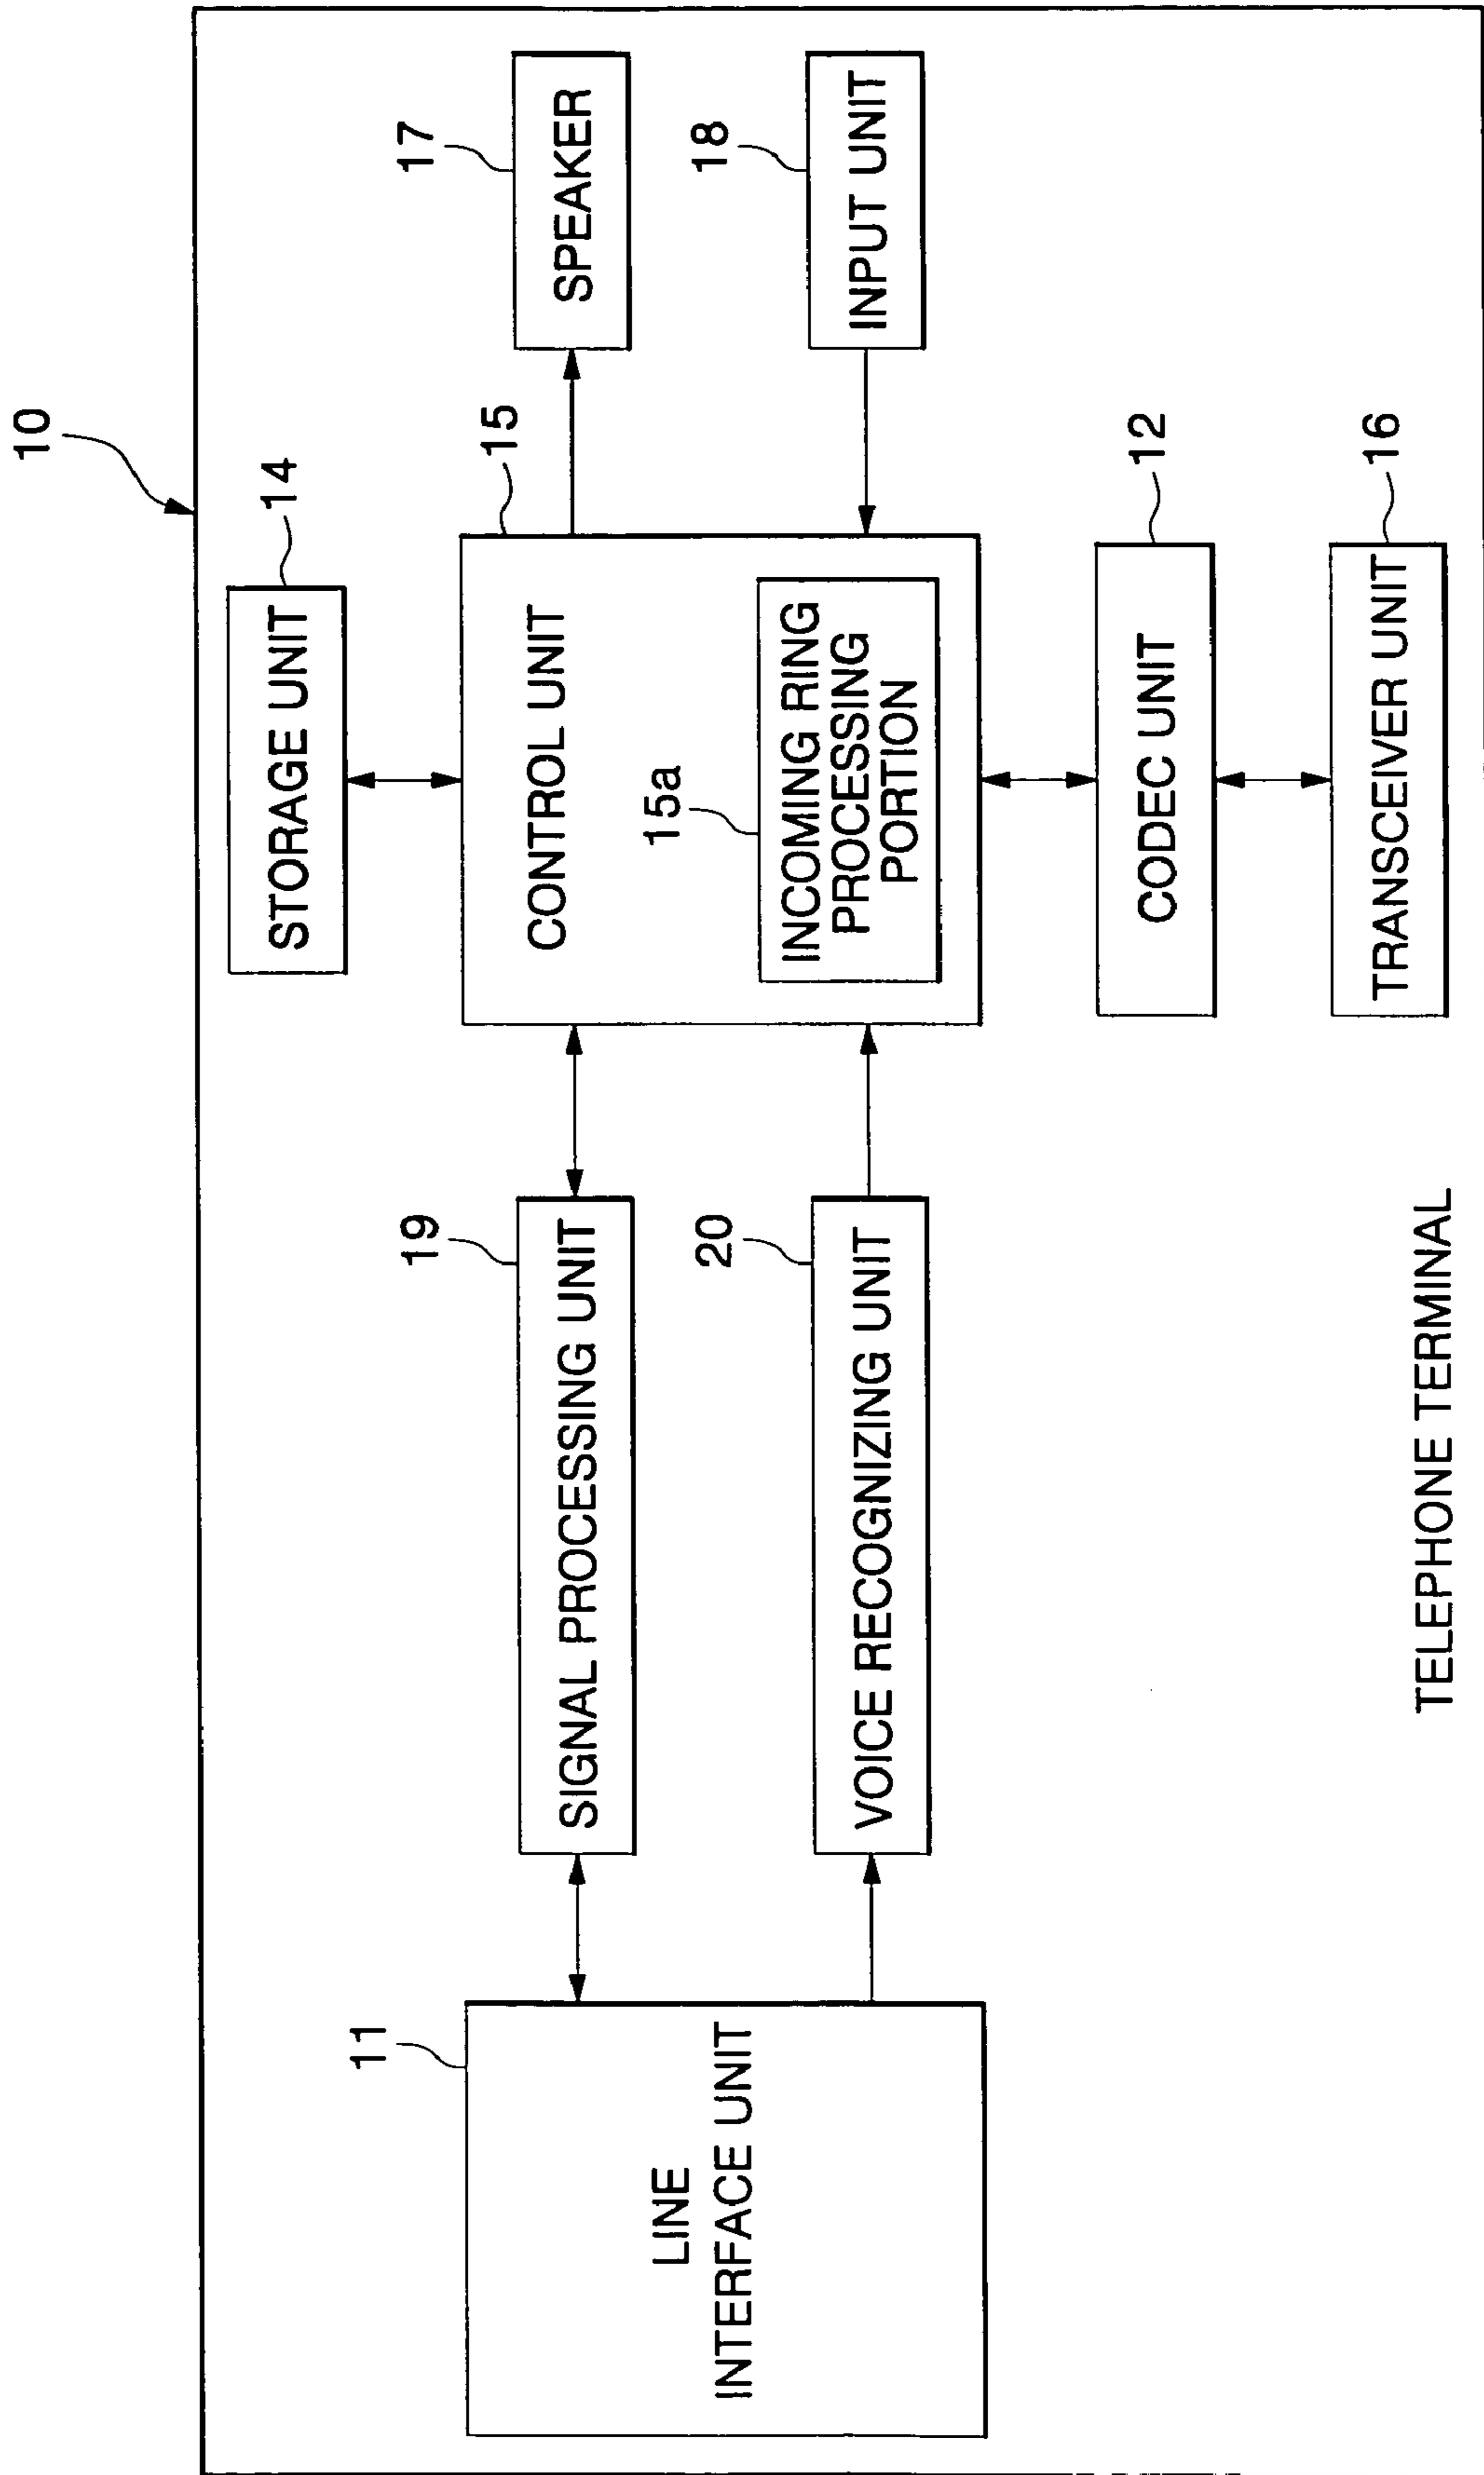 10
14
STORAGE UNIT
11
LINE
INTERFACE UNIT
19
SIGNAL PROCESSING UNIT
20
VOICE RECOGNIZING UNIT
15
CONTROL UNIT
15a
INCOMING RING
PROCESSING
PORTION
17
SPEAKER
18
INPUT UNIT
12
CODEC UNIT
16
TRANSCEIVER UNIT
TELEPHONE TERMINAL